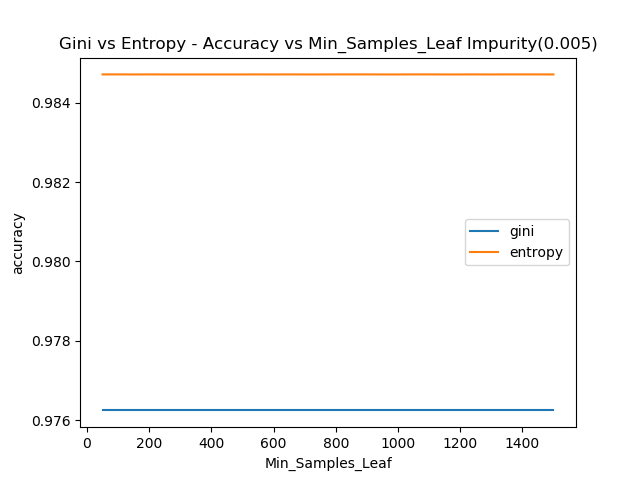 Gini vs Entropy - Accuracy vs Min_Samples_Leaf Impurity(0.005)
0.984
0.982
0.980
0.978
0.976
accuracy
gini
entropy
0 200 400 600 800 1000 1200 1400
Min_Samples_Leaf